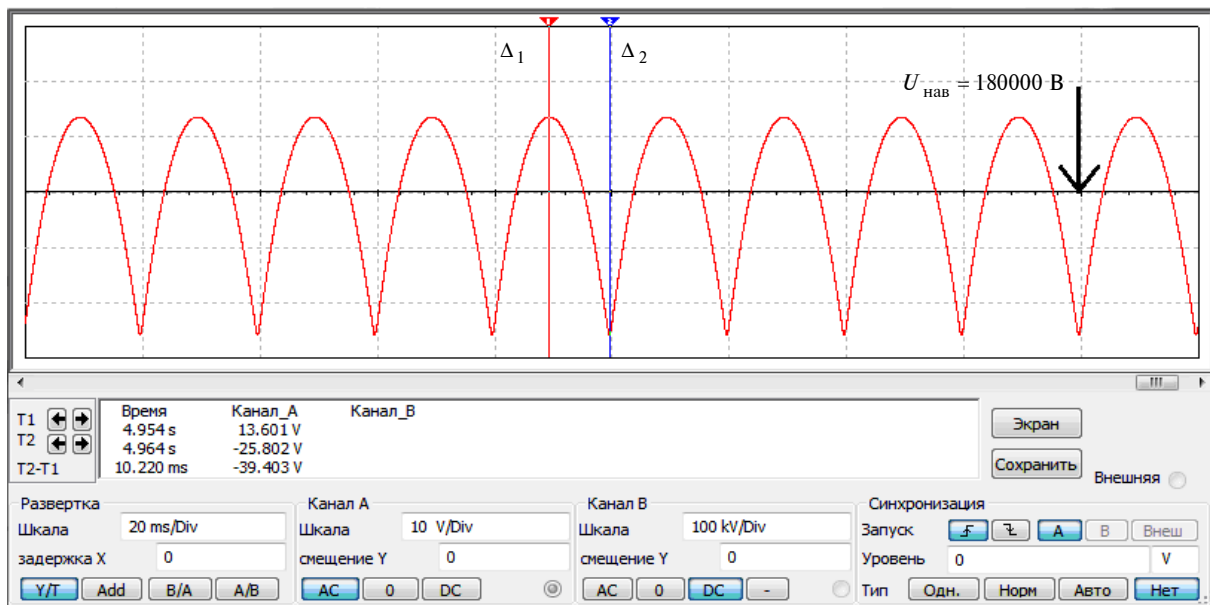 1 2
Δ1 Δ2
Uнав = 180000 В
Время Канал_A Канал_B
T1 4.954 s 13.601 V
T2 4.964 s -25.802 V
T2-T1 10.220 ms -39.403 V
Экран
Сохранить
Внешняя
Развертка
Шкала 20 ms/Div
задержка X 0
Y/T Add B/A A/B
Канал A
Шкала 10 V/Div
смещение Y 0
AC 0 DC
Канал B
Шкала 100 kV/Div
смещение Y 0
AC 0 DC -
Синхронизация
Запуск A B Внеш
Уровень 0 V
Тип Одн. Норм Авто Нет